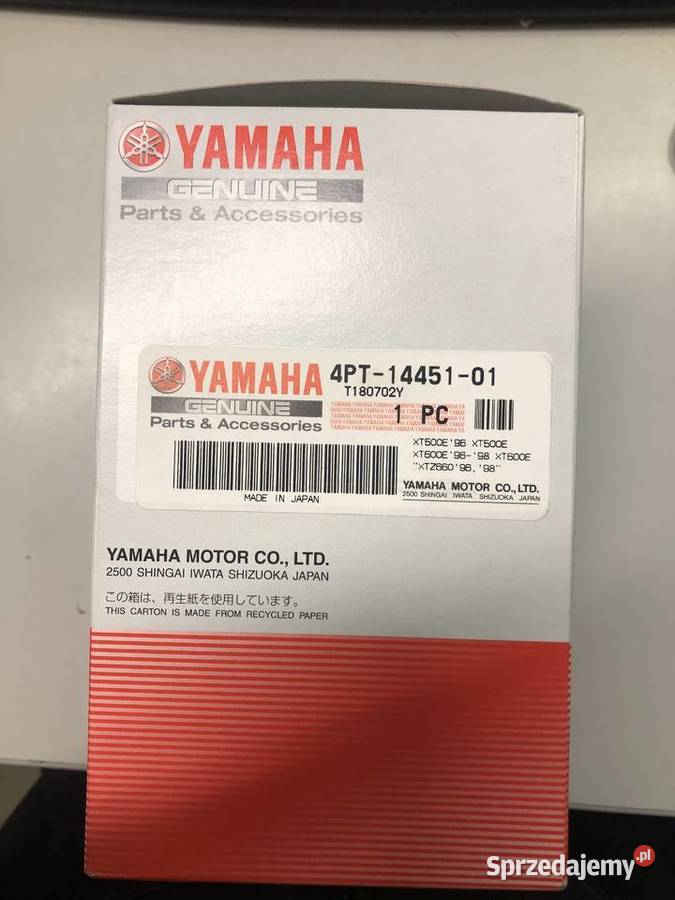 YAMAHA
GENUINE
Parts & Accessories
YAMAHA
GENUINE
Parts & Accessories
4PT-14451-01
T180702Y
1 PC
XT500E'96 XT500E
XT600E'96-'98 XT600E
"XTZ660'96,'98"
MADE IN JAPAN
YAMAHA MOTOR CO., LTD.
2500 SHINGAI IWATA SHIZUOKA JAPAN
YAMAHA MOTOR CO., LTD.
2500 SHINGAI IWATA SHIZUOKA JAPAN
この箱は、再生紙を使用しています。
THIS CARTON IS MADE FROM RECYCLED PAPER
Sprzedajemy.pl